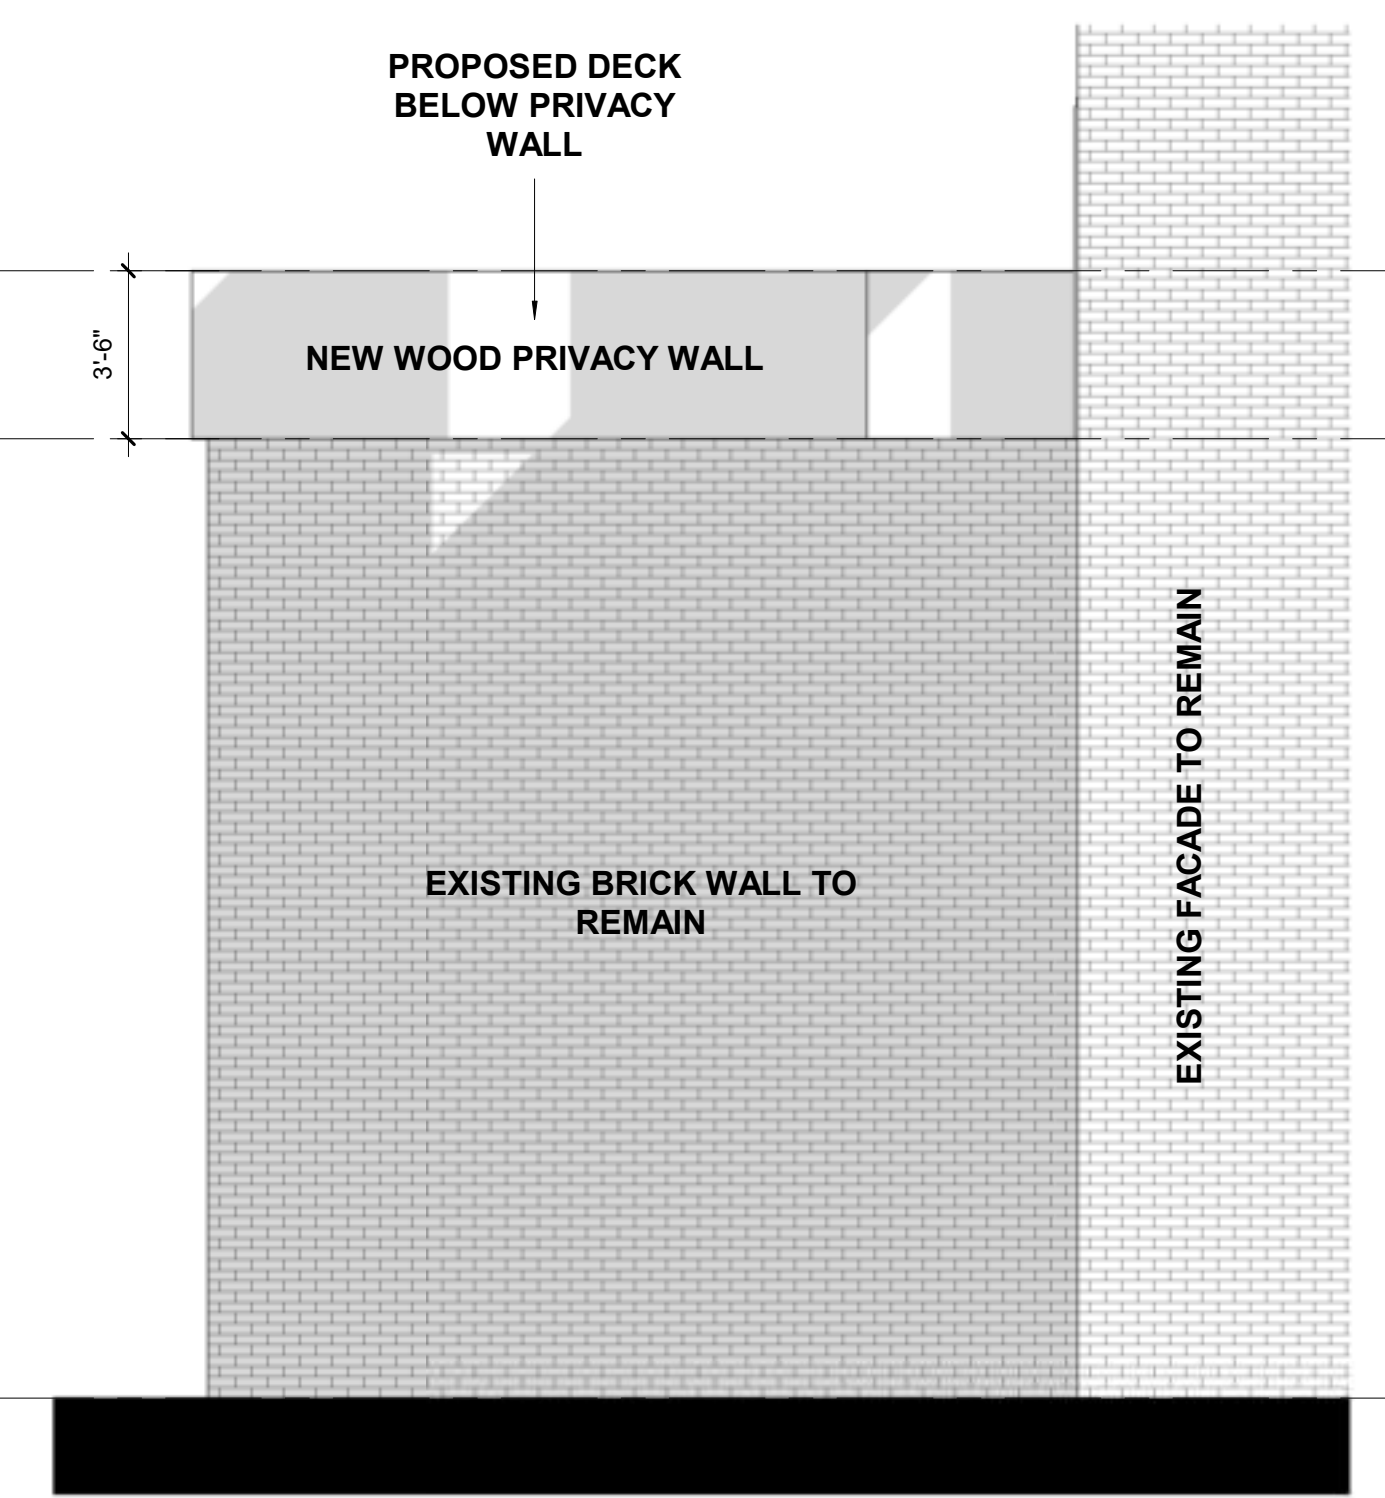 PROPOSED DECK
BELOW PRIVACY
WALL
3'-6"
NEW WOOD PRIVACY WALL
EXISTING BRICK WALL TO
REMAIN
EXISTING FACADE TO REMAIN